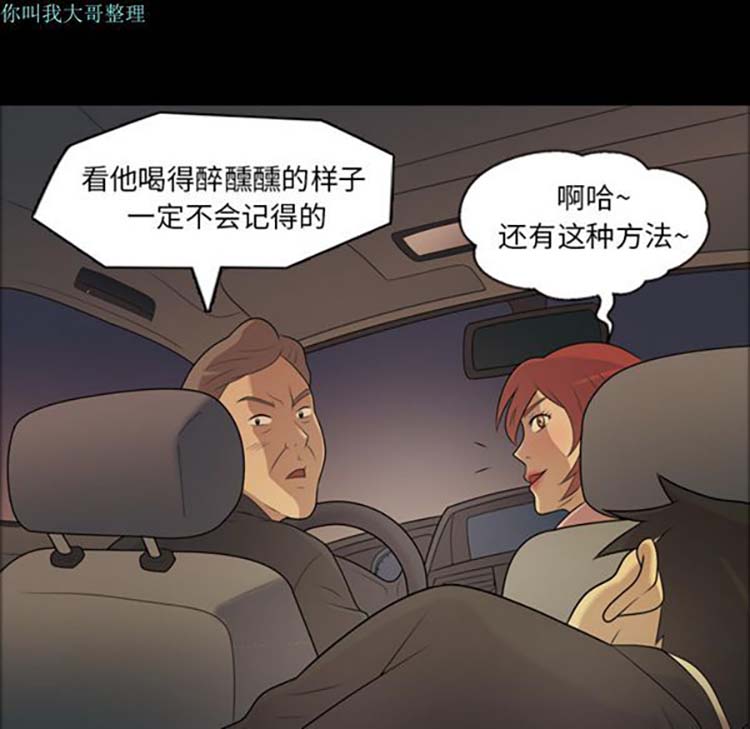 你叫我大哥整理
看他喝得醉醺醺的样子
一定不会记得的
啊哈~
还有这种方法~